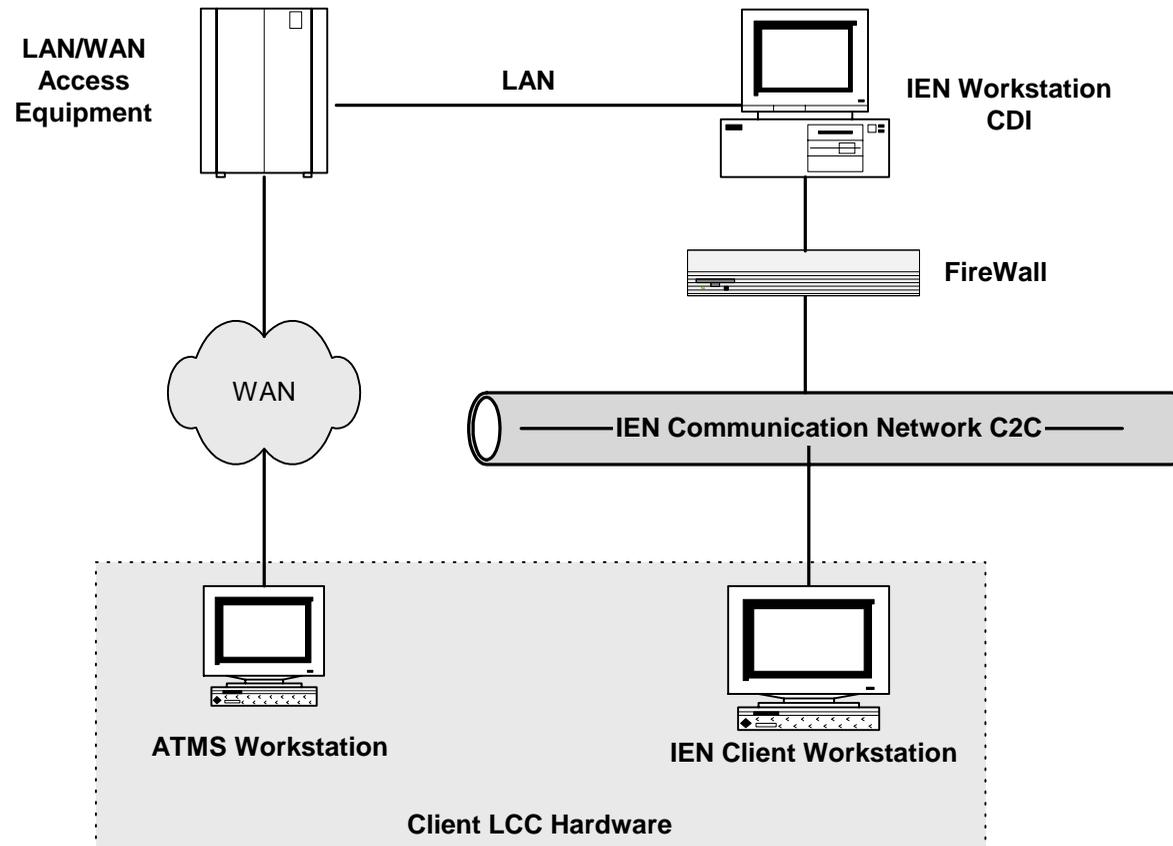 LAN/WAN
Access
Equipment
LAN
IEN Workstation
CDI
FireWall
WAN
IEN Communication Network C2C
ATMS Workstation
IEN Client Workstation
Client LCC Hardware